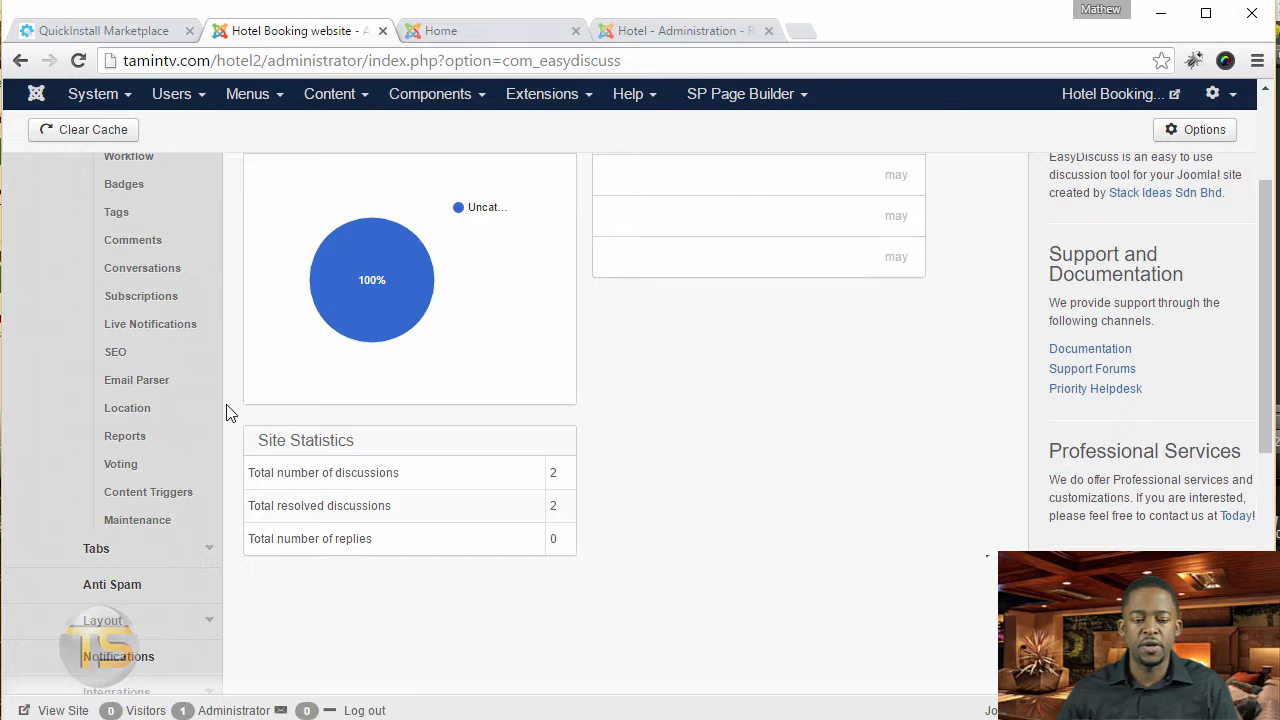 Mathew
QuickInstall Marketplace
Hotel Booking website - A
Home
Hotel - Administration - R
tamintv.com/hotel2/administrator/index.php?option=com_easydiscuss
System
Users
Menus
Content
Components
Extensions
Help
SP Page Builder
Hotel Booking...
Clear Cache
Options
Workflow
Badges
Tags
Comments
Conversations
Subscriptions
Live Notifications
SEO
Email Parser
Location
Reports
Voting
Content Triggers
Maintenance
Tabs
Anti Spam
Layout
Notifications
Integrations
TS
Uncat...
100%
may
may
may
Site Statistics
Total number of discussions 2
Total resolved discussions 2
Total number of replies 0
EasyDiscuss is an easy to use
discussion tool for your Joomla! site
created by Stack Ideas Sdn Bhd.
Support and
Documentation
We provide support through the
following channels.
Documentation
Support Forums
Priority Helpdesk
Professional Services
We do offer Professional services and
customizations. If you are interested,
please feel free to contact us at Today!
View Site
0 Visitors
1 Administrator
0
Log out
Jo